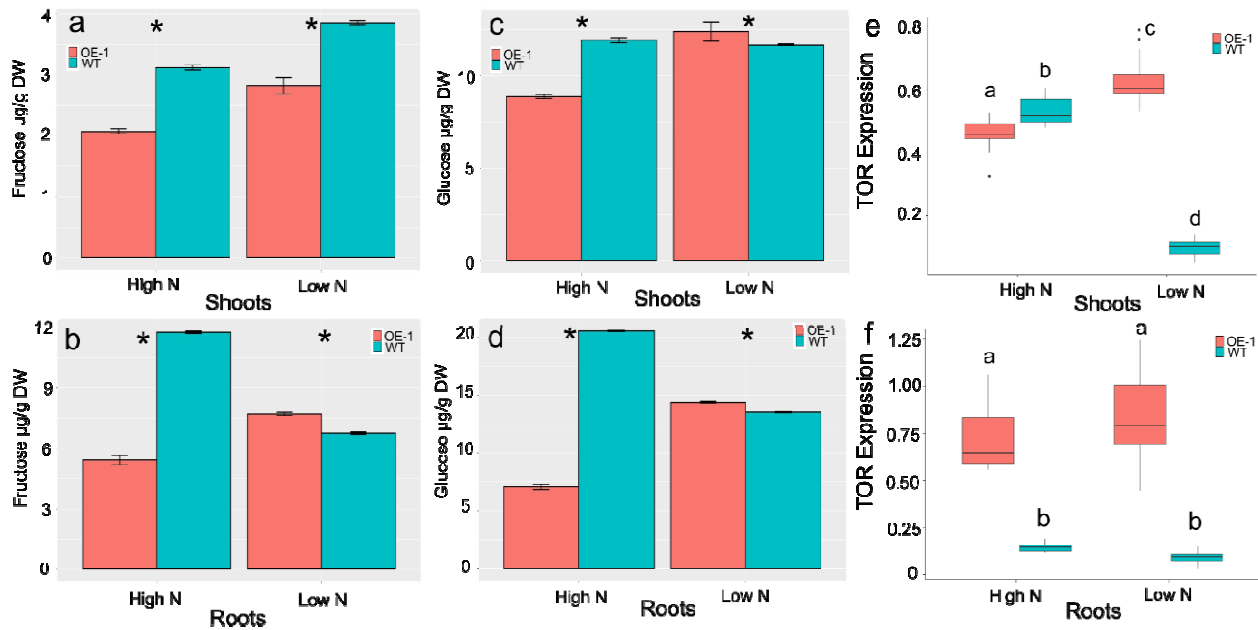 a
OE-1
WT
*
*
Fructose µg/g DW
4
3
2
1
0
High N
Low N
Shoots
c
OE-1
WT
*
*
Glucose µg/g DW
10
5
0
High N
Low N
Shoots
e
OE-1
WT
TOR Expression
0.8
0.6
0.4
0.2
a
b
c
d
High N
Low N
Shoots
b
OE-1
WT
*
*
Fructose µg/g DW
12
9
6
3
0
High N
Low N
Roots
d
OE-1
WT
*
*
Glucose µg/g DW
20
15
10
5
0
High N
Low N
Roots
f
OE-1
WT
TOR Expression
1.25
1.00
0.75
0.50
0.25
0
a
b
a
b
High N
Low N
Roots